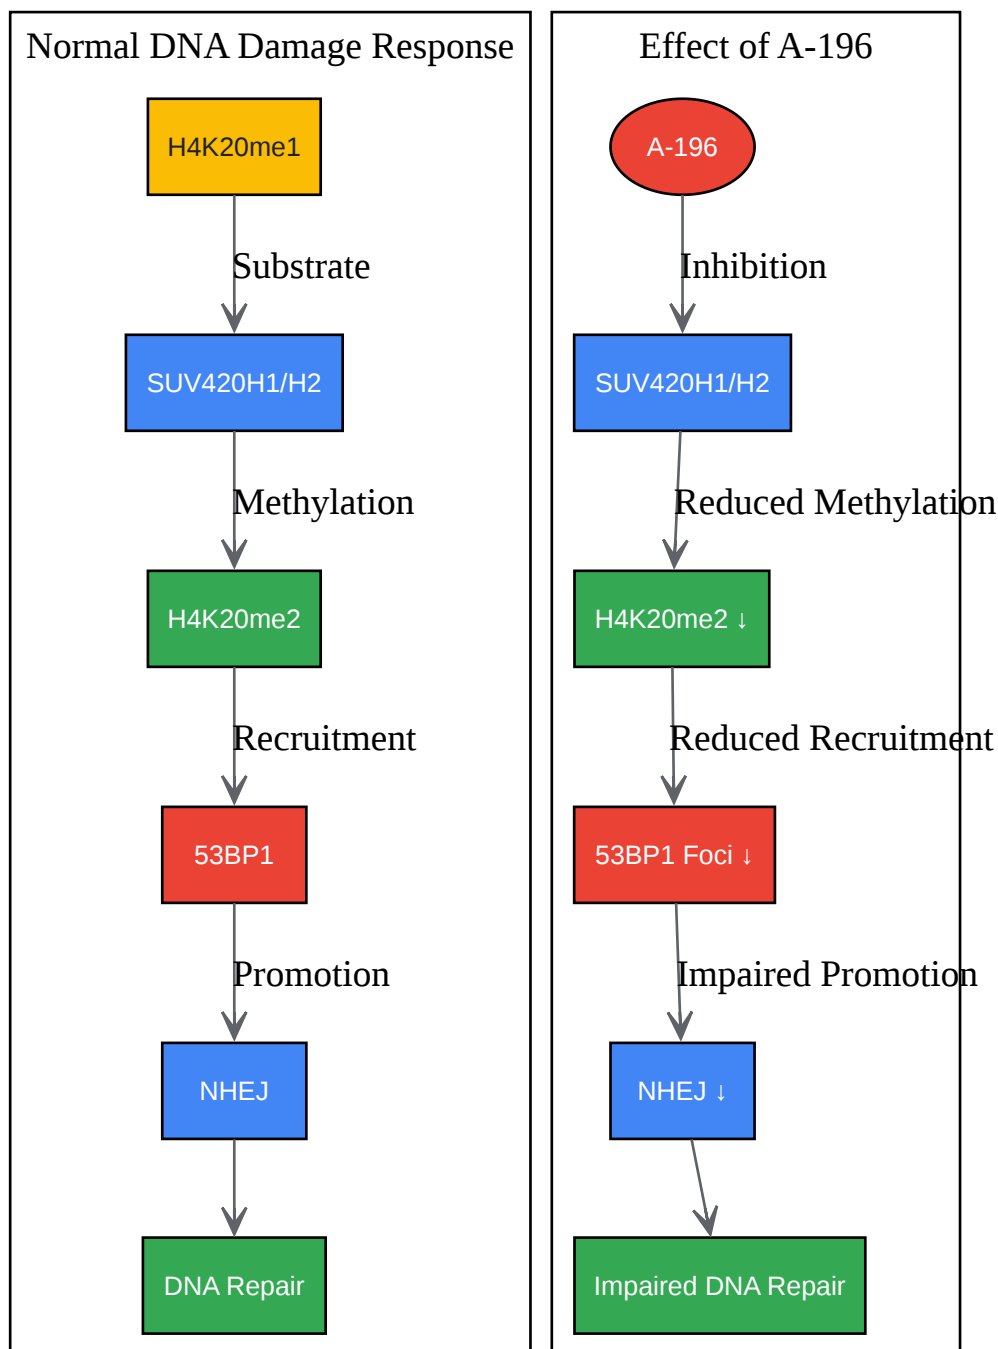 Normal DNA Damage Response
H4K20me1
Substrate
SUV420H1/H2
Methylation
H4K20me2
Recruitment
53BP1
Promotion
NHEJ
DNA Repair
Effect of A-196
A-196
Inhibition
SUV420H1/H2
Reduced Methylation
H4K20me2 ↓
Reduced Recruitment
53BP1 Foci ↓
Impaired Promotion
NHEJ ↓
Impaired DNA Repair